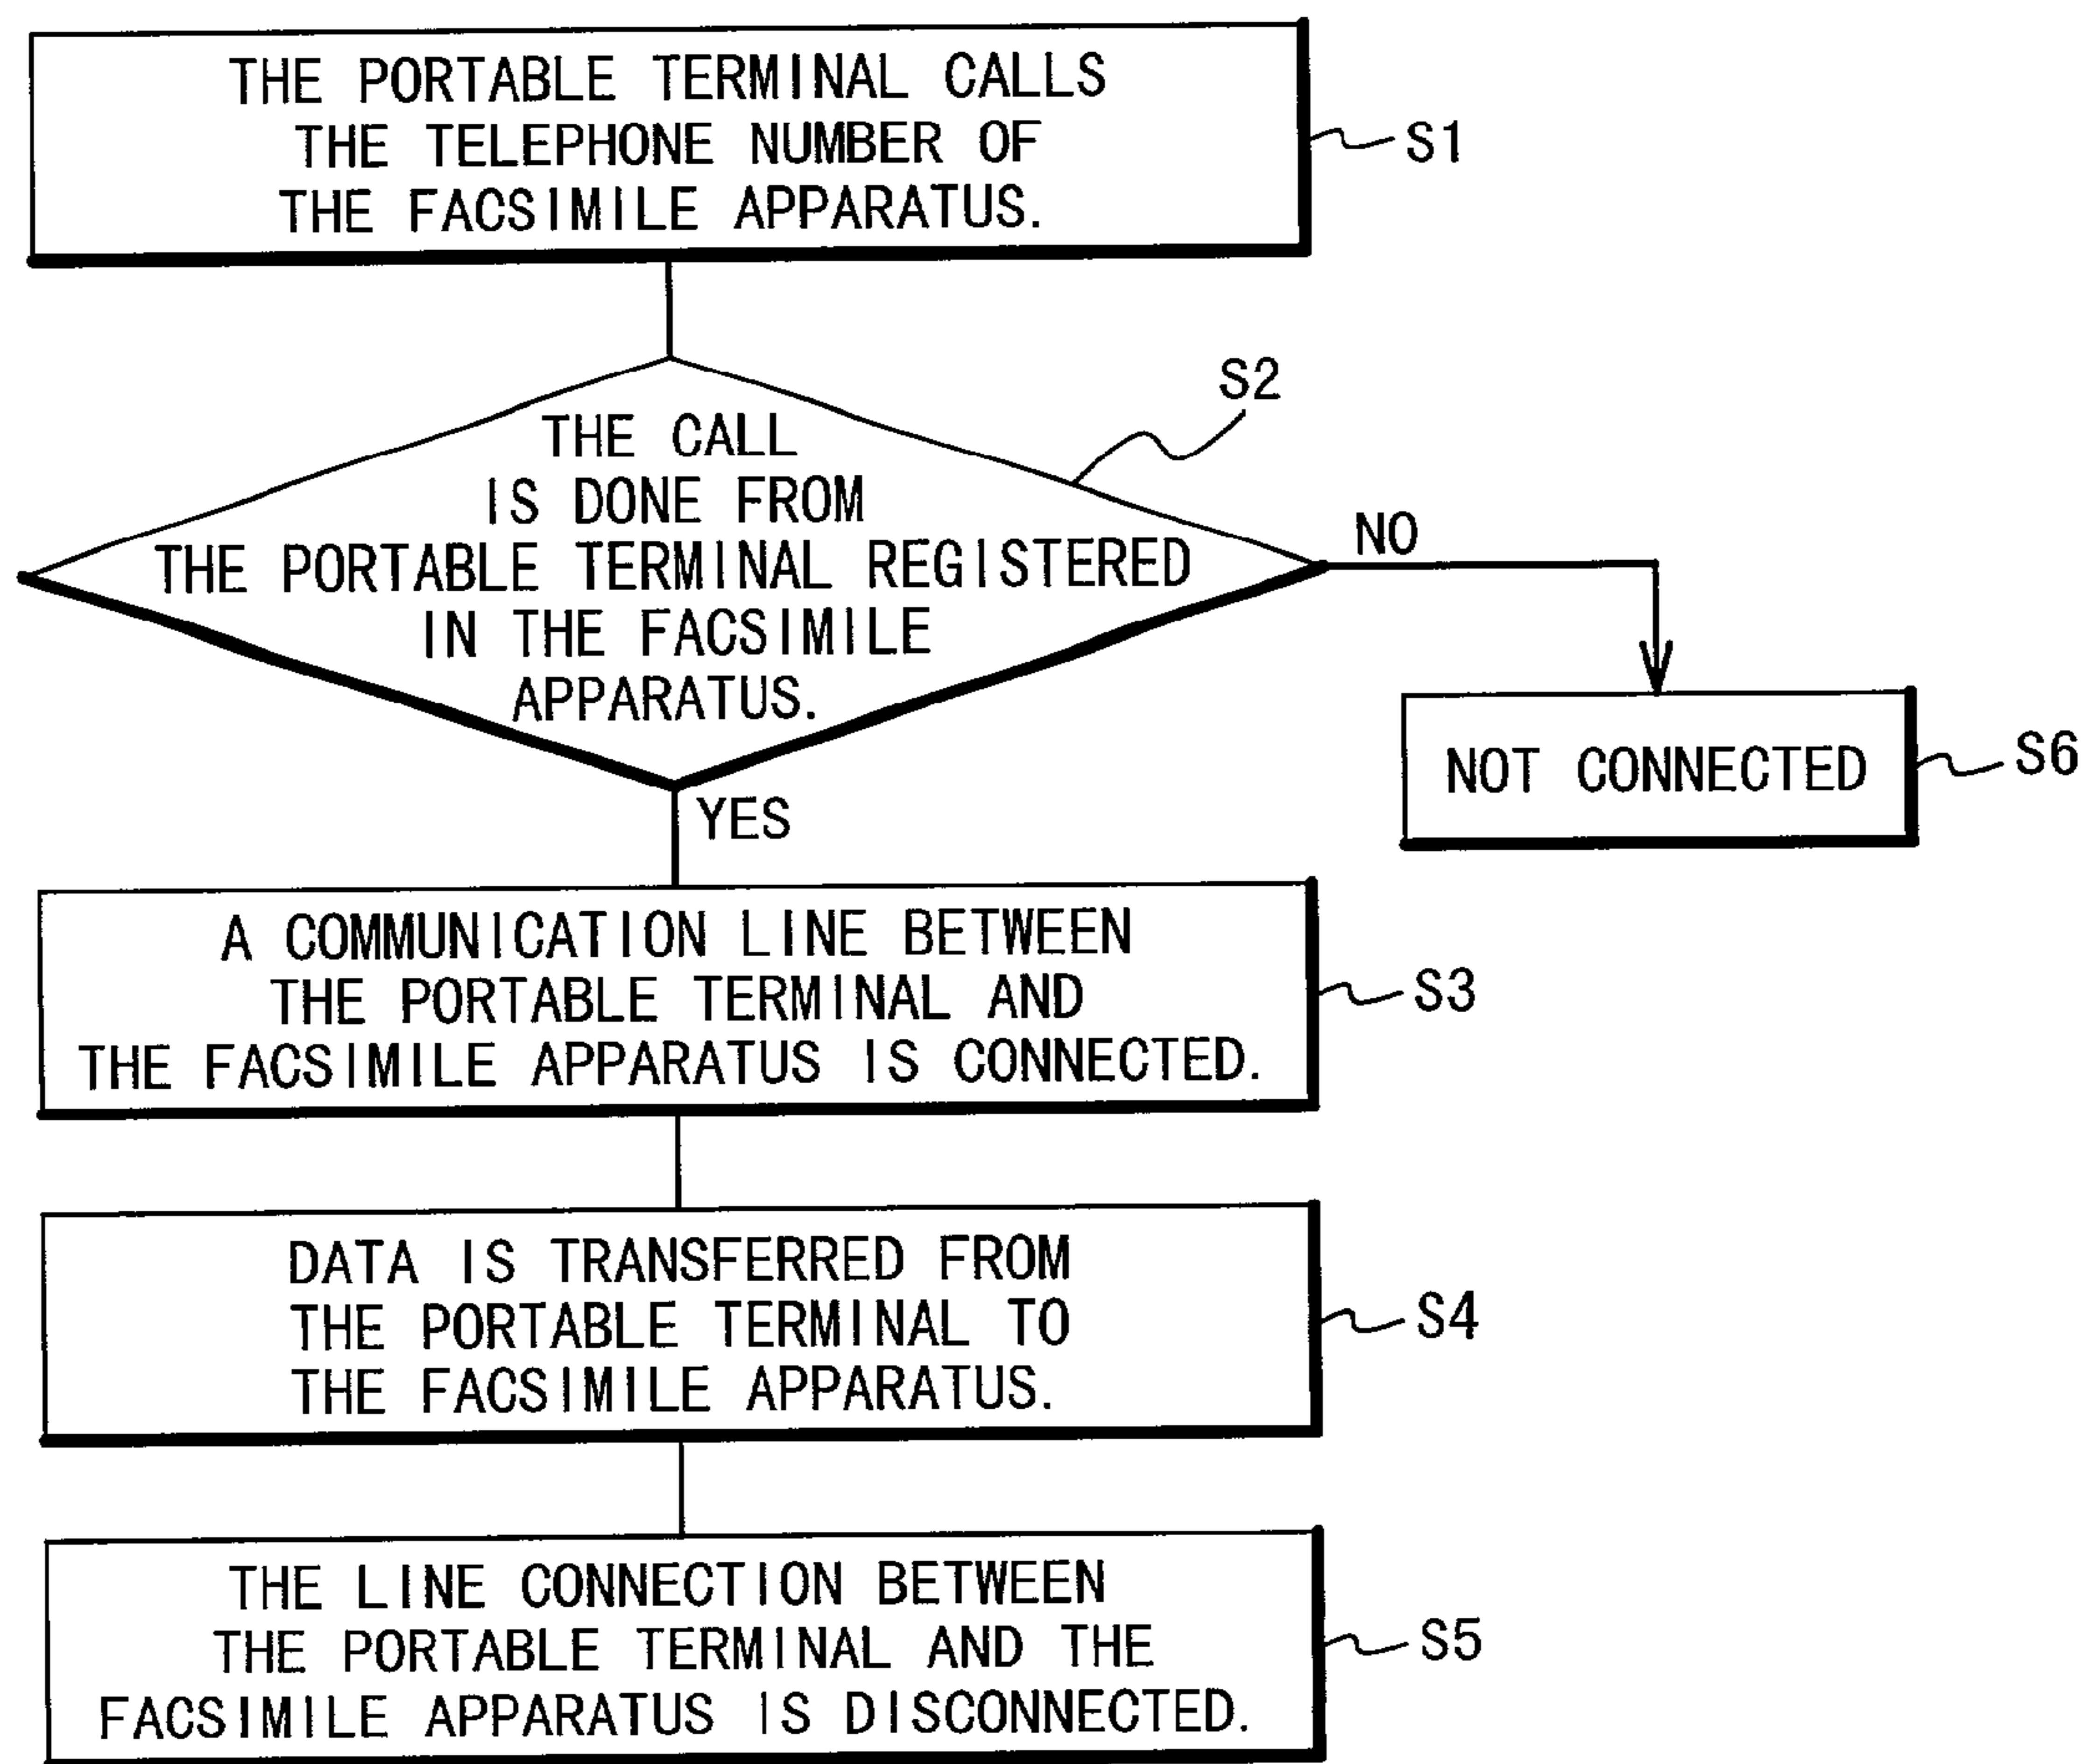 THE PORTABLE TERMINAL CALLS
THE TELEPHONE NUMBER OF
THE FACSIMILE APPARATUS.
S1
S2
THE CALL
IS DONE FROM
THE PORTABLE TERMINAL REGISTERED
IN THE FACSIMILE
APPARATUS.
NO
NOT CONNECTED
S6
YES
A COMMUNICATION LINE BETWEEN
THE PORTABLE TERMINAL AND
THE FACSIMILE APPARATUS IS CONNECTED.
S3
DATA IS TRANSFERRED FROM
THE PORTABLE TERMINAL TO
THE FACSIMILE APPARATUS.
S4
THE LINE CONNECTION BETWEEN
THE PORTABLE TERMINAL AND THE
FACSIMILE APPARATUS IS DISCONNECTED.
S5